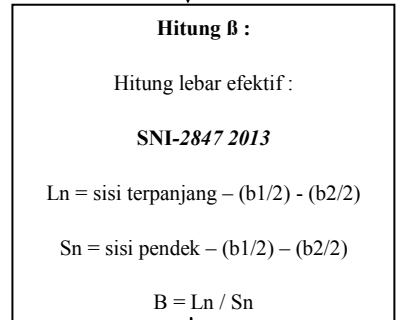 Hitung ß :
Hitung lebar efektif :
SNI-2847 2013
Ln = sisi terpanjang – (b1/2) - (b2/2)
Sn = sisi pendek – (b1/2) – (b2/2)
B = Ln / Sn